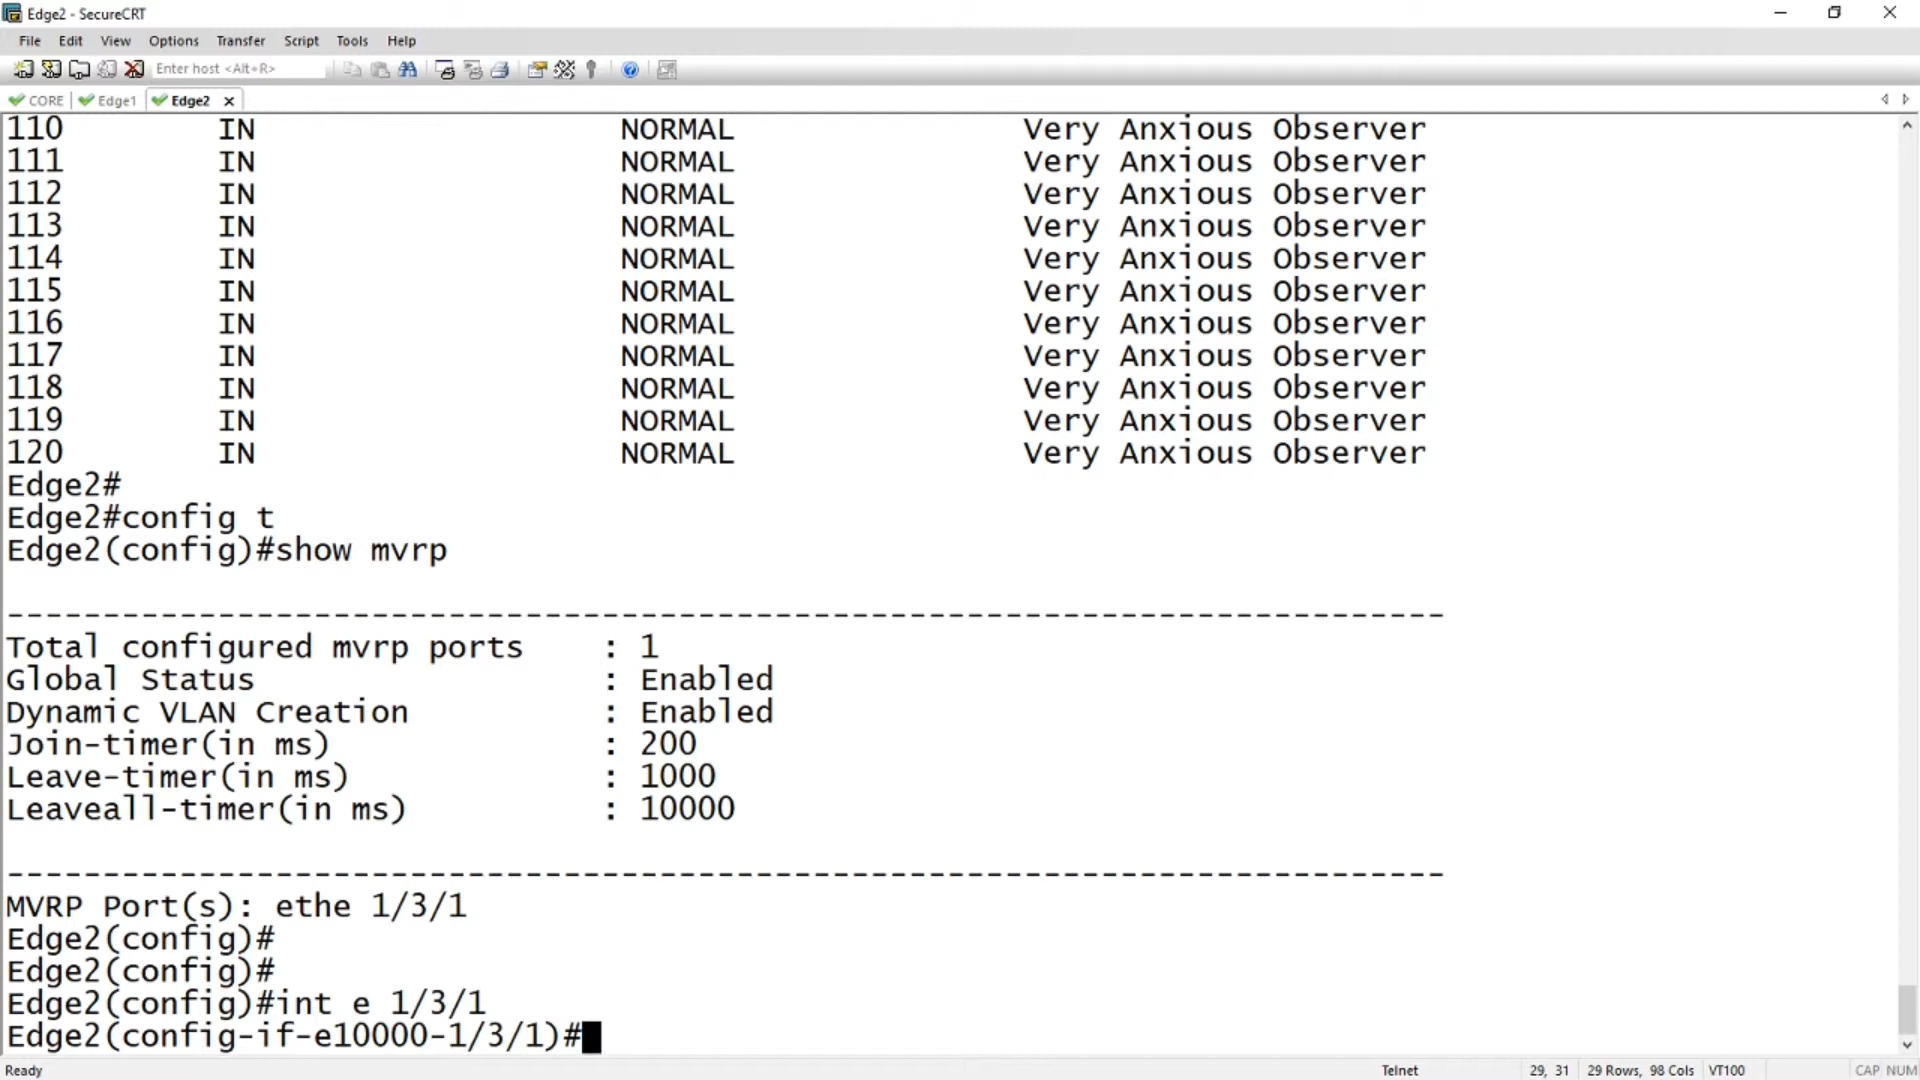 Edge2 - SecureCRT
File Edit View Options Transfer Script Tools Help
Enter host <Alt+R>
CORE Edge1 Edge2
110 IN NORMAL Very Anxious Observer
111 IN NORMAL Very Anxious Observer
112 IN NORMAL Very Anxious Observer
113 IN NORMAL Very Anxious Observer
114 IN NORMAL Very Anxious Observer
115 IN NORMAL Very Anxious Observer
116 IN NORMAL Very Anxious Observer
117 IN NORMAL Very Anxious Observer
118 IN NORMAL Very Anxious Observer
119 IN NORMAL Very Anxious Observer
120 IN NORMAL Very Anxious Observer
Edge2#
Edge2#config t
Edge2(config)#show mvrp
---------------------------------------------------------------------------
Total configured mvrp ports : 1
Global Status : Enabled
Dynamic VLAN Creation : Enabled
Join-timer(in ms) : 200
Leave-timer(in ms) : 1000
Leaveall-timer(in ms) : 10000
---------------------------------------------------------------------------
MVRP Port(s): ethe 1/3/1
Edge2(config)#
Edge2(config)#
Edge2(config)#int e 1/3/1
Edge2(config-if-e10000-1/3/1)#
Ready Telnet 29, 31 29 Rows, 98 Cols VT100 CAP NUM